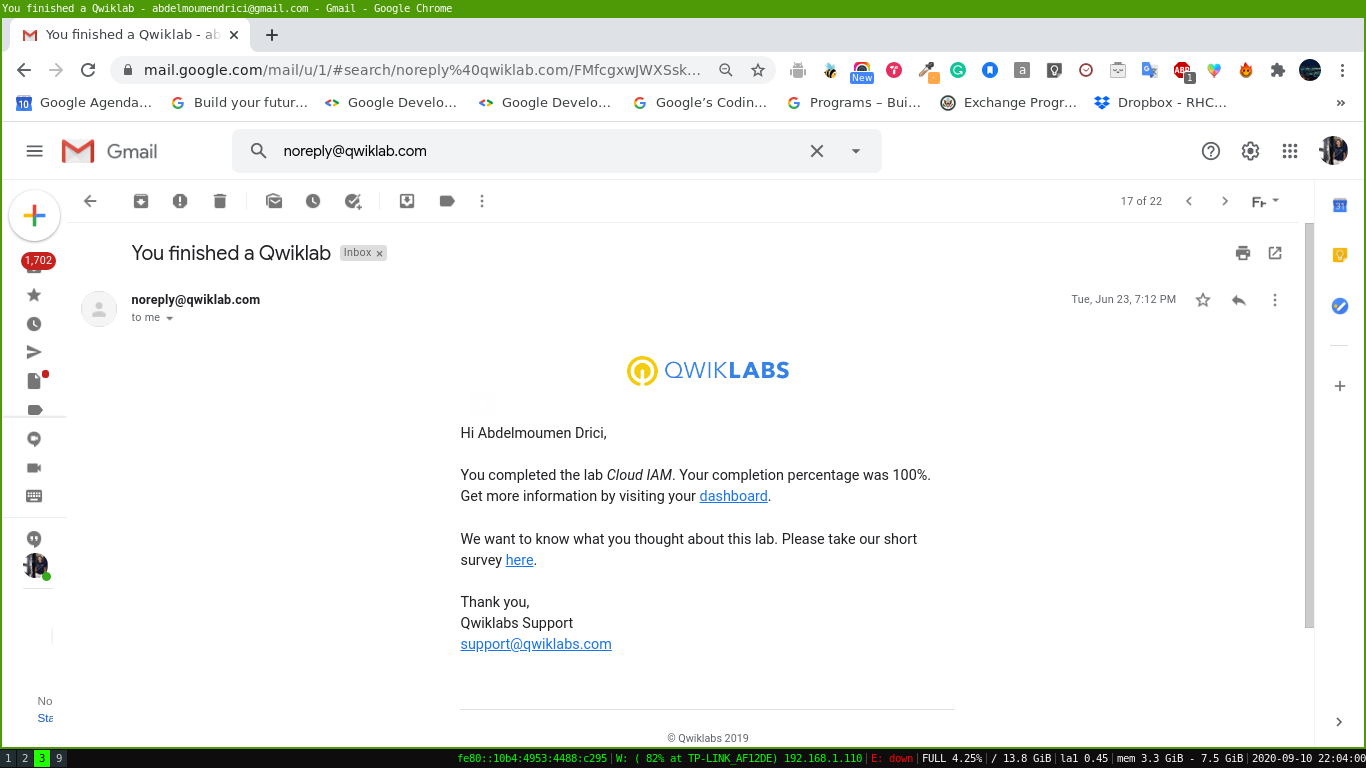 You finished a Qwiklab - abdelmoumendrici@gmail.com - Gmail - Google Chrome
You finished a Qwiklab - ab
mail.google.com/mail/u/1/#search/noreply%40qwiklab.com/FMfcgxwJWXSsk...
New
a
ABP
1
10
Google Agenda...
Build your futur...
Google Develo...
Google Develo...
Google's Codin...
Programs – Bui...
Exchange Progr...
Dropbox - RHC...
»
Gmail
noreply@qwiklab.com
17 of 22
1,702
You finished a Qwiklab
Inbox x
noreply@qwiklab.com
Tue, Jun 23, 7:12 PM
to me
31
QWIKLABS
Hi Abdelmoumen Drici,
You completed the lab Cloud IAM. Your completion percentage was 100%.
Get more information by visiting your dashboard.
We want to know what you thought about this lab. Please take our short
survey here.
Thank you,
Qwiklabs Support
support@qwiklabs.com
No
Sta
© Qwiklabs 2019
1 2 3 9
fe80::10b4:4953:4488:c295 | W: ( 82% at TP-LINK_AF12DE) 192.168.1.110 | E: down | FULL 4.25% | / 13.8 GiB | la1 0.45 | mem 3.3 GiB - 7.5 GiB | 2020-09-10 22:04:00